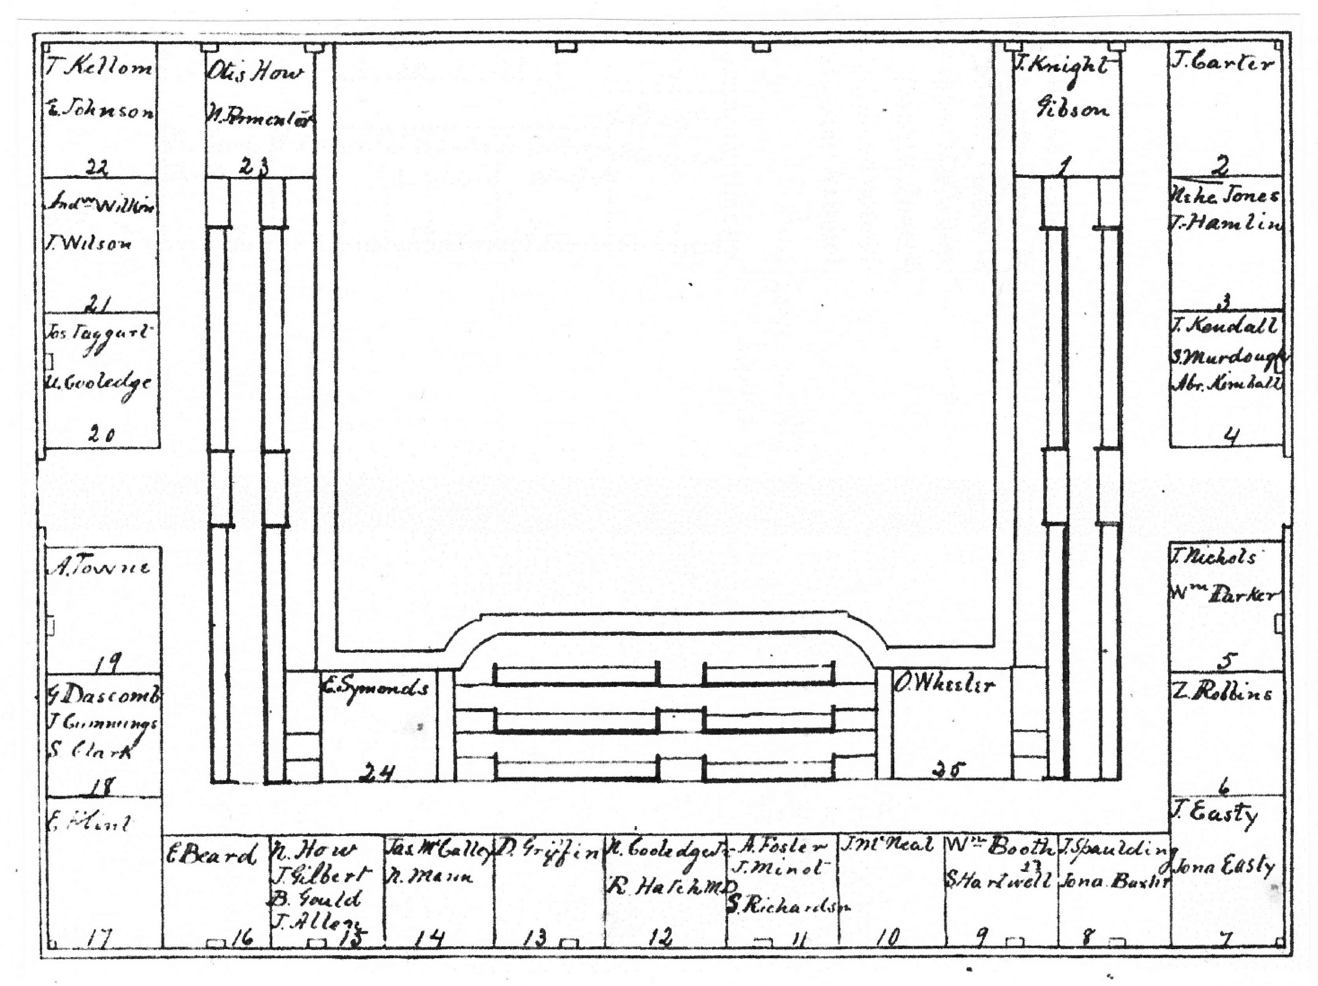 T. Kellom
E. Johnson
22
Otis How
N. Parmenter
23
J. Knight
Gibson
1
J. Carter
2
Andw Wilkins
J. Wilson
21
Nehe Jones
J. Hamlin
3
Jas Taggart
U. Cooledge
20
J. Kendall
S. Murdough
Abr. Kimball
4
A. Towne
19
J. Nichols
Wm Parker
5
G Dascomb
J Cummings
S Clark
18
E. Symonds
24
O. Wheeler
25
Z. Robbins
6
E. Flint
17
E Beard
16
N. How
J. Gilbert
B. Gould
J. Allen
15
Jas McCalley
N. Mann
14
D. Griffin
13
N. Cooledge Jr
R. Hatch MD
12
A. Foster
J. Minot
S. Richardson
11
J. McNeal
10
Wm Booth
S. Hartwell
9
J. Spaulding
Jona. Baxtr
8
J. Easty
Jona Easty
7